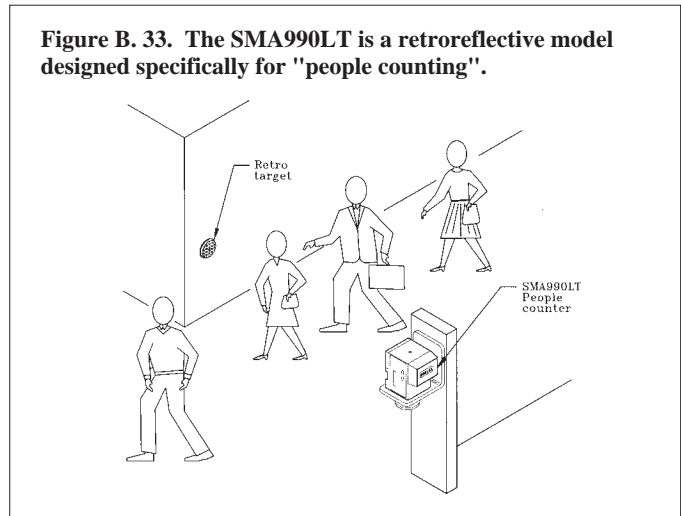 Figure B. 33. The SMA990LT is a retroreflective model
designed specifically for "people counting".
Retro
target
SMA990LT
People
counter